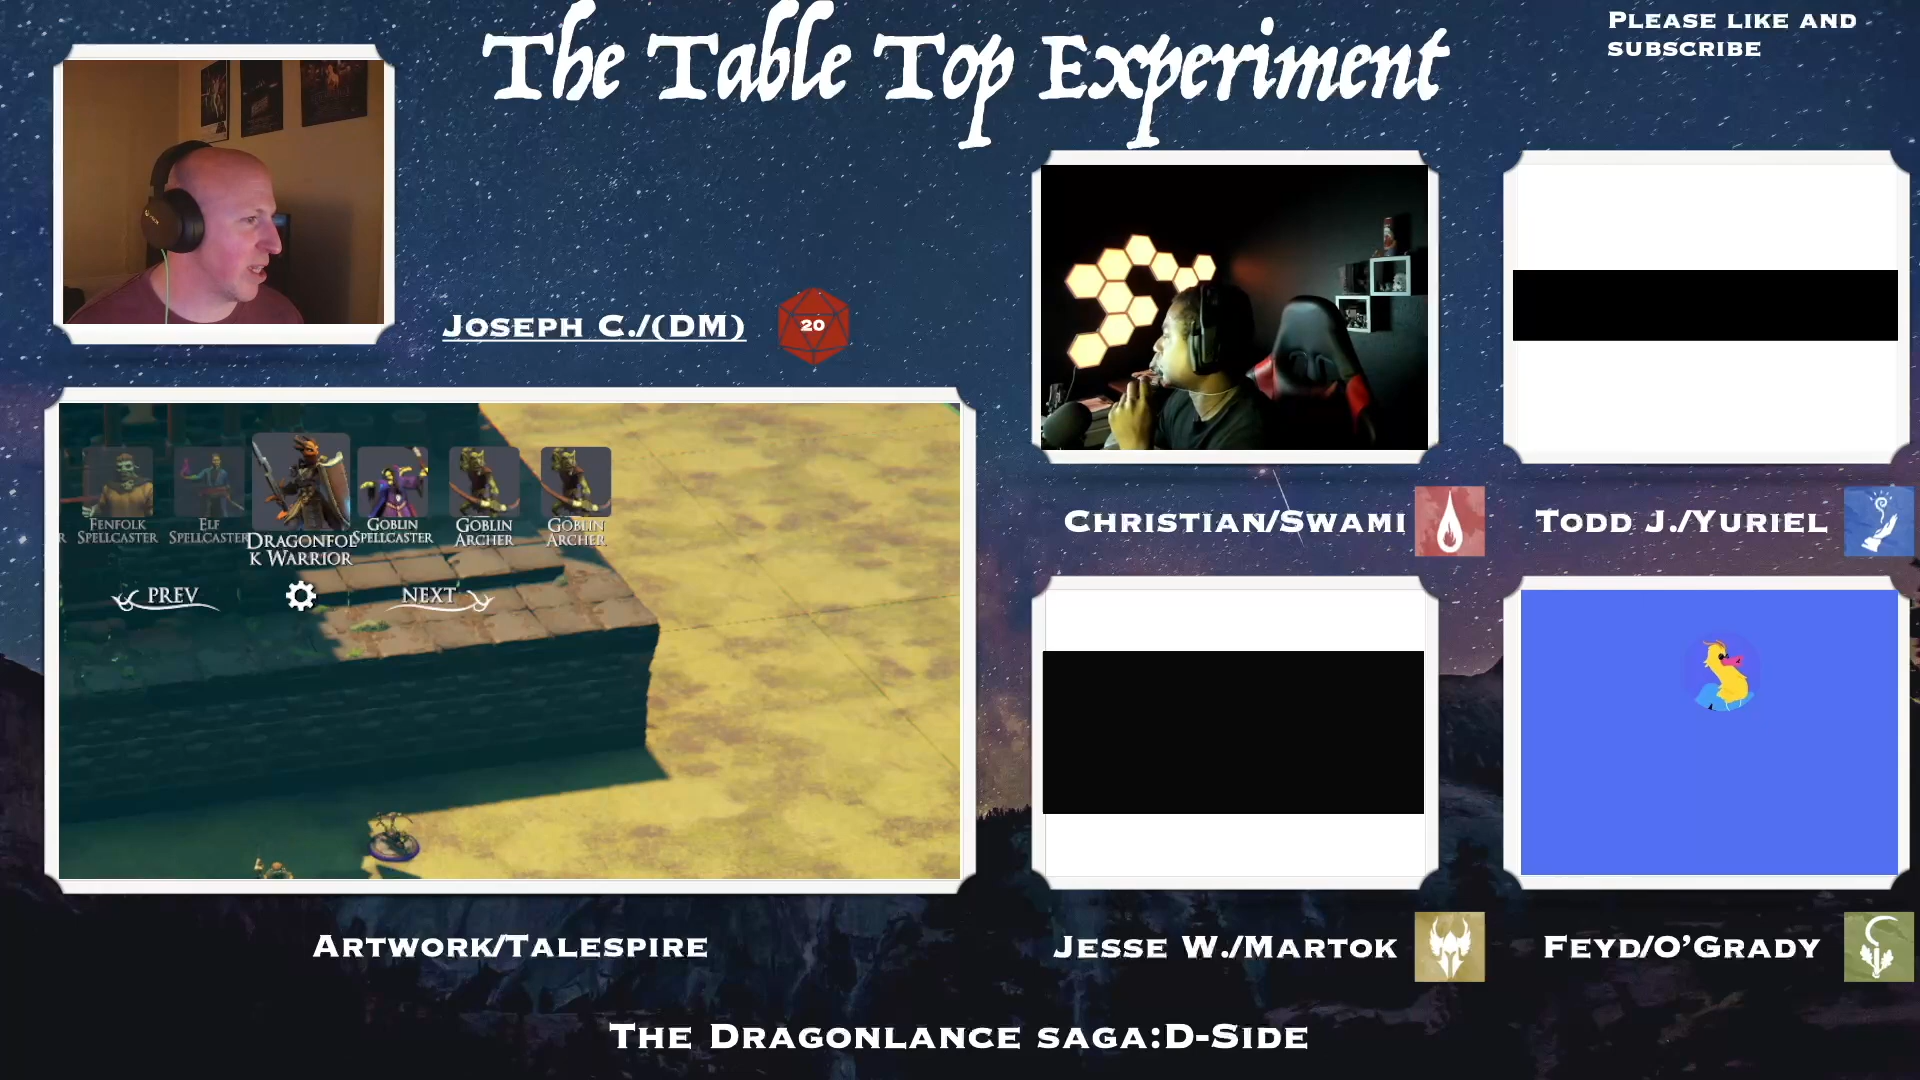 The Table Top Experiment
Please like and
subscribe
Joseph C./(DM)
20
Fenfolk
Spellcaster
Elf
Spellcaster
Dragonfol
k Warrior
Goblin
Spellcaster
Goblin
Archer
Goblin
Archer
R
PREV
NEXT
Christian/Swami
Todd J./Yuriel
Artwork/Talespire
Jesse W./Martok
Feyd/O'Grady
The Dragonlance saga:D-Side